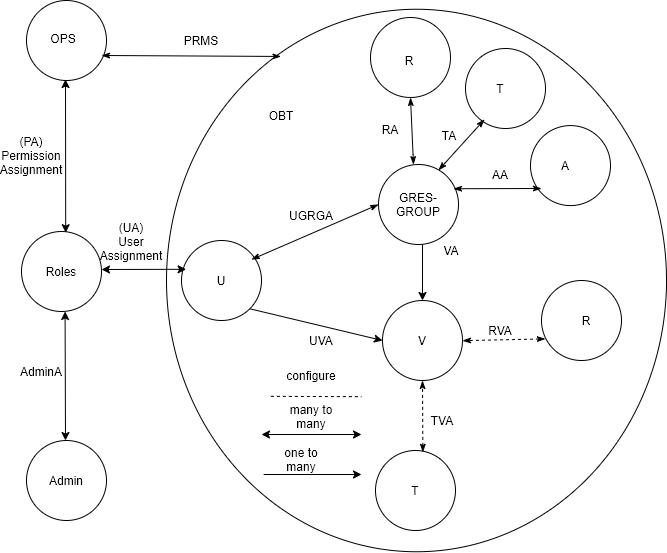 OPS
PRMS
R
T
OBT
RA
TA
(PA)
Permission
Assignment
A
AA
GRES-
GROUP
UGRGA
(UA)
User
Assignment
VA
Roles
U
R
RVA
UVA
V
AdminA
configure
many to
many
TVA
one to
many
Admin
T